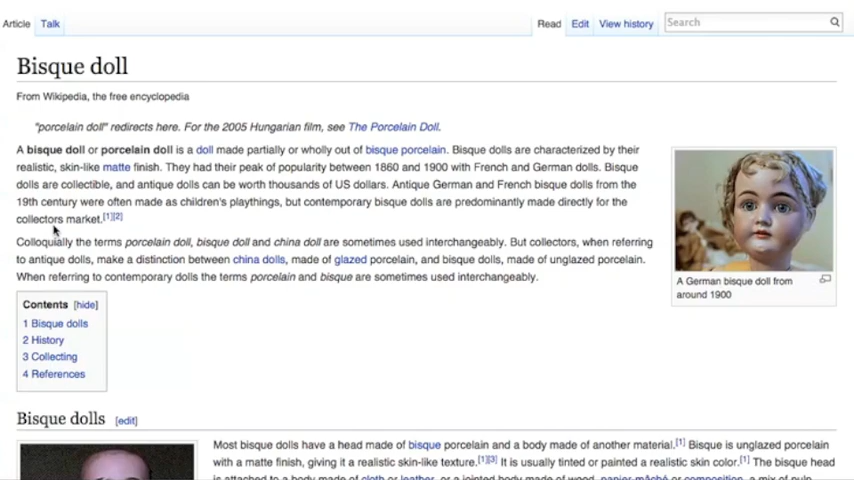 Article Talk Read Edit View history Search
Bisque doll
From Wikipedia, the free encyclopedia
"porcelain doll" redirects here. For the 2005 Hungarian film, see The Porcelain Doll.
A bisque doll or porcelain doll is a doll made partially or wholly out of bisque porcelain. Bisque dolls are characterized by their
realistic, skin-like matte finish. They had their peak of popularity between 1860 and 1900 with French and German dolls. Bisque
dolls are collectible, and antique dolls can be worth thousands of US dollars. Antique German and French bisque dolls from the
19th century were often made as children's playthings, but contemporary bisque dolls are predominantly made directly for the
collectors market.[1][2]
Colloquially the terms porcelain doll, bisque doll and china doll are sometimes used interchangeably. But collectors, when referring
to antique dolls, make a distinction between china dolls, made of glazed porcelain, and bisque dolls, made of unglazed porcelain.
When referring to contemporary dolls the terms porcelain and bisque are sometimes used interchangeably.
A German bisque doll from
around 1900
Contents [hide]
1 Bisque dolls
2 History
3 Collecting
4 References
Bisque dolls [edit]
Most bisque dolls have a head made of bisque porcelain and a body made of another material.[1] Bisque is unglazed porcelain
with a matte finish, giving it a realistic skin-like texture.[1][3] It is usually tinted or painted a realistic skin color.[1] The bisque head
is attached to a body made of cloth or leather, or a jointed body made of wood, papier-mâché or composition, a mix of pulp,